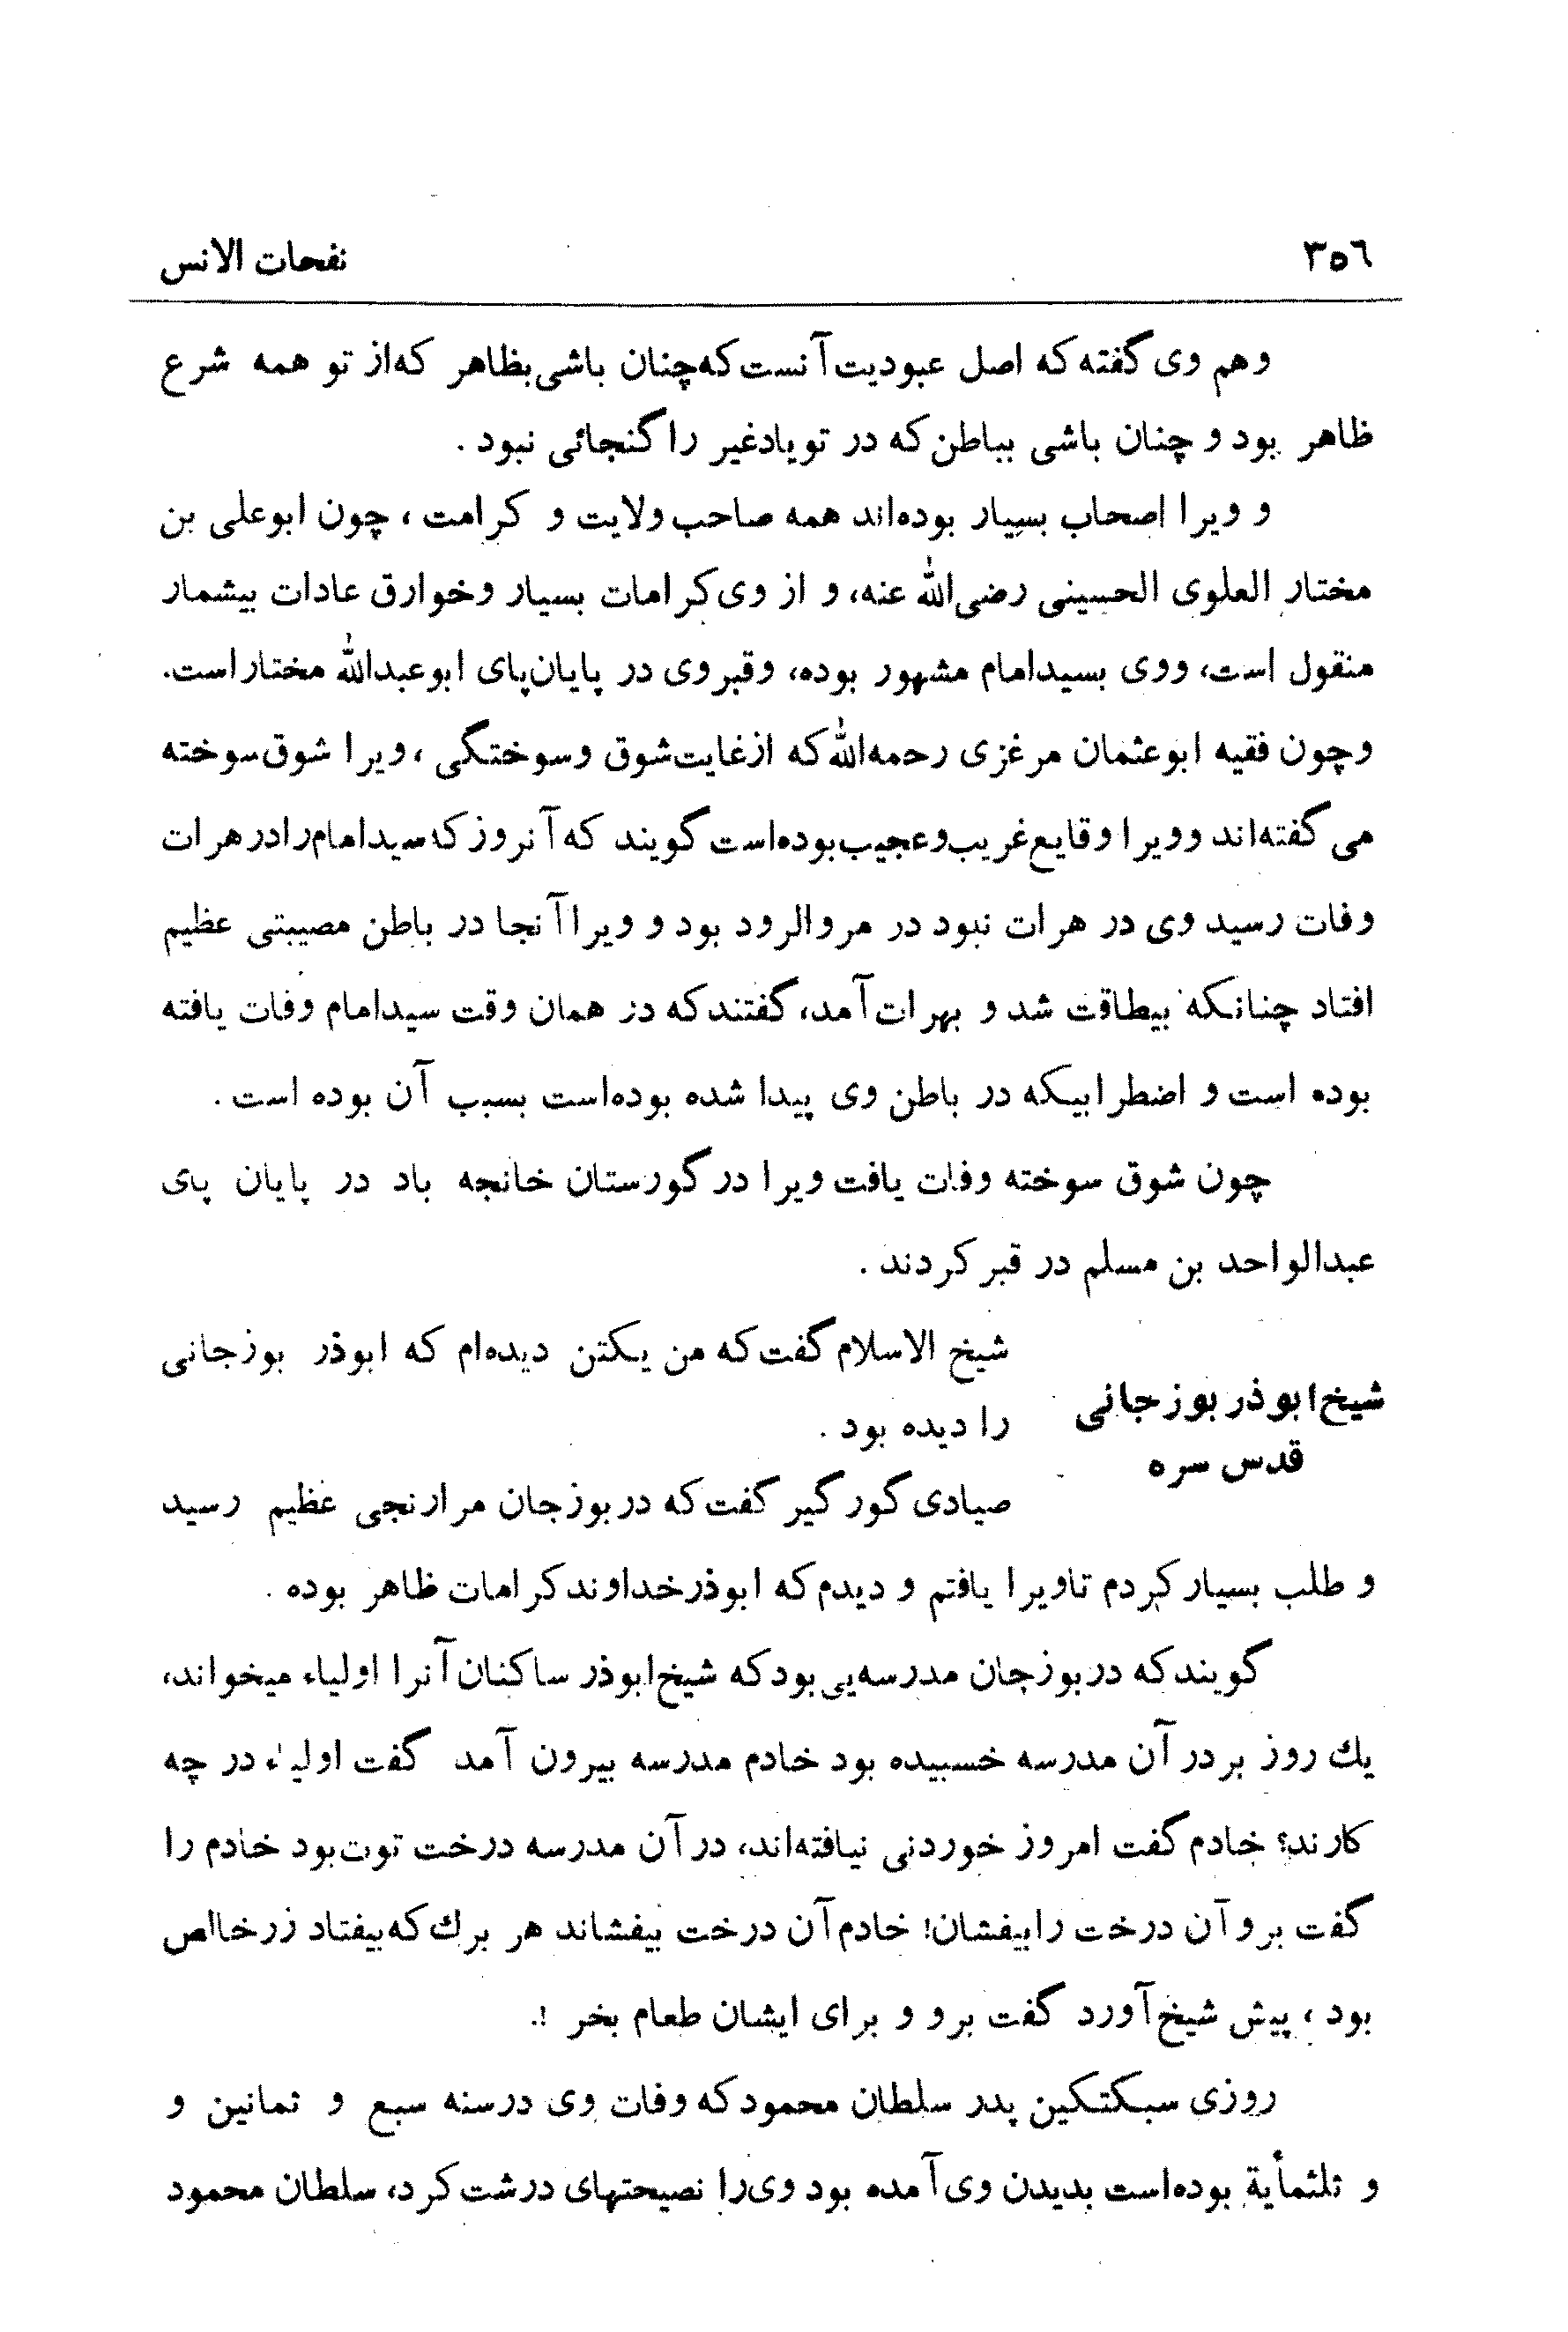 ۳۵٦
نفحات الانس
وهم وی گفته که اصل عبودیت آنست که چنان باشی بظاهر که از تو همه شرع
ظاهر بود و چنان باشی بباطن که در تو یاد غیر را گنجائی نبود .
و ویرا اصحاب بسیار بوده‌اند همه صاحب ولایت و کرامت ، چون ابوعلی بن
مختار العلوی الحسینی رضی‌الله عنه، و از وی کرامات بسیار وخوارق عادات بیشمار
منقول است، ووی بسیدامام مشهور بوده، وقبروی در پایان‌پای ابوعبدالله مختاراست.
وچون فقیه ابوعثمان مرغزی رحمه‌الله که ازغایت‌شوق وسوختگی ، ویرا شوق‌سوخته
می‌گفته‌اند وویرا وقایع‌غریب‌وعجیب‌بوده‌است گویند که آنروز که سیدامام‌رادرهرات
وفات رسید وی در هرات نبود در مروالرود بود و ویرا آنجا در باطن مصیبتی عظیم
افتاد چنانکه بیطاقت شد و بهرات آمد، گفتند که در همان وقت سیدامام وفات یافته
بوده است و اضطرابیکه در باطن وی پیدا شده بوده‌است بسبب آن بوده است .
چون شوق سوخته وفات یافت ویرا در گورستان خانجه باد در پایان پای
عبدالواحد بن مسلم در قبر کردند .
شیخ ابوذر بوزجانی
قدس سره
شیخ الاسلام گفت که من یکتن دیده‌ام که ابوذر بوزجانی
را دیده بود .
صیادی گور گیر گفت که در بوزجان مرا رنجی عظیم رسید
و طلب بسیار کردم تاویرا یافتم و دیدم که ابوذرخداوند کرامات ظاهر بوده .
گویند که در بوزجان مدرسه‌یی بود که شیخ ابوذر ساکنان آنرا اولیاء میخواند،
یك روز بر در آن مدرسه خسبیده بود خادم مدرسه بیرون آمد گفت اولیاء در چه
کارند؟ خادم گفت امروز خوردنی نیافته‌اند، در آن مدرسه درخت توت بود خادم را
گفت برو آن درخت را بیفشان! خادم آن درخت بیفشاند هر برك که بیفتاد زرخالص
بود ، پیش شیخ آورد گفت برو و برای ایشان طعام بخر !.
روزی سبکتکین پدر سلطان محمود که وفات وی درسنه سبع و ثمانین و
و ثلثمأیة بوده‌است بدیدن وی آمده بود وی‌را نصیحتهای درشت کرد، سلطان محمود